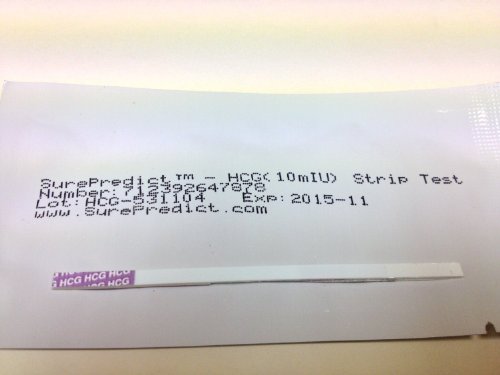 SurePredict™ - HCG(10mIU) Strip Test
Number:712392647878
Lot: HCG-531104 Exp: 2015-11
www.SurePredict.com
HCG HCG HCG
G HCG HCG HCG